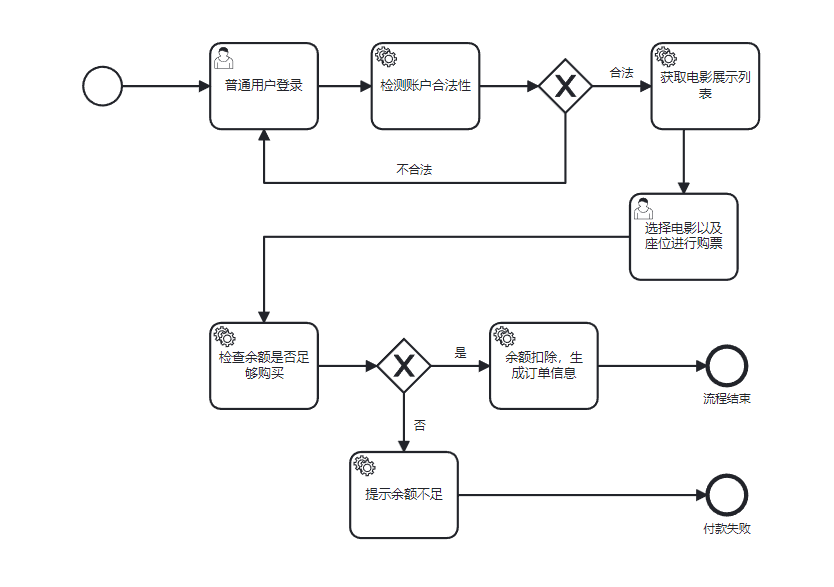 普通用户登录
检测账户合法性
合法
获取电影展示列
表
不合法
选择电影以及
座位进行购票
检查余额是否足
够购买
是
余额扣除，生
成订单信息
流程结束
否
提示余额不足
付款失败